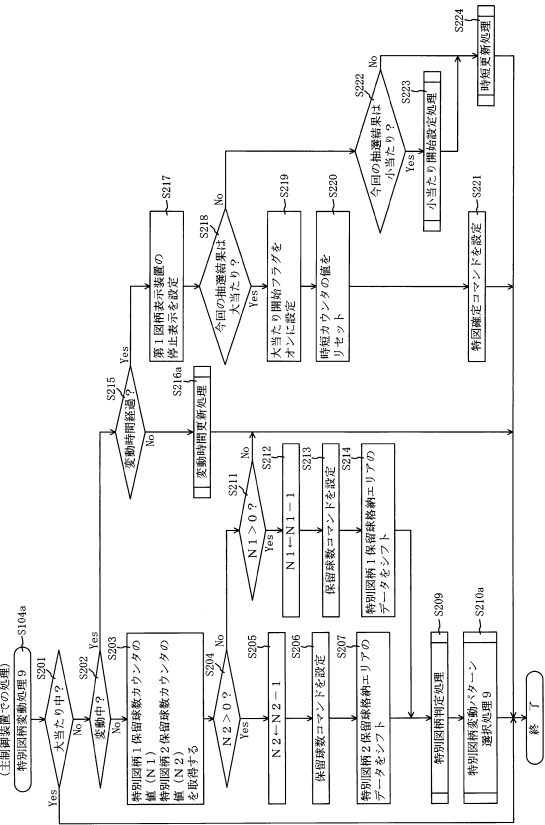 (主制御装置での処理)
特別図柄変動処理9
S104a
S201
大当たり中？
Yes
No
S202
変動中？
Yes
No
S203
特別図柄1保留球数カウンタの
値(N1)
特別図柄2保留球数カウンタの
値(N2)
を取得する
S204
N2>0？
No
Yes
S205
N2←N2－1
S206
保留球数コマンドを設定
S207
特別図柄2保留球格納エリアの
データをシフト
S209
特別図柄判定処理
S210a
特別図柄変動パターン
選択処理9
終了
S211
N1>0？
No
Yes
S212
N1←N1－1
S213
保留球数コマンドを設定
S214
特別図柄1保留球格納エリアの
データをシフト
S215
変動時間経過？
Yes
No
S216a
変動時間更新処理
S217
第1図柄表示装置の
停止表示を設定
S218
今回の抽選結果は
大当たり？
No
Yes
S219
大当たり開始フラグを
オンに設定
S220
時短カウンタの値を
リセット
S221
特図確定コマンドを設定
S222
今回の抽選結果は
小当たり？
No
Yes
S223
小当たり開始設定処理
S224
時短更新処理